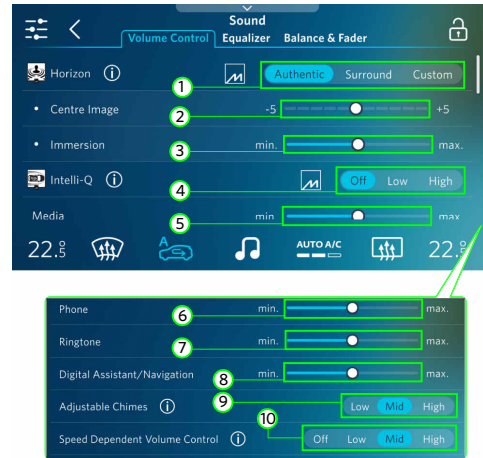 Sound
Volume Control Equalizer Balance & Fader
Horizon i Authentic Surround Custom
1
• Centre Image -5 +5
2
• Immersion min. max.
3
Intelli-Q i Off Low High
4
Media min. max.
5
22.5 A AUTO A/C 22.
Phone min. max.
6
Ringtone min. max.
7
Digital Assistant/Navigation min. max.
8
Adjustable Chimes i Low Mid High
9
10
Speed Dependent Volume Control i Off Low Mid High